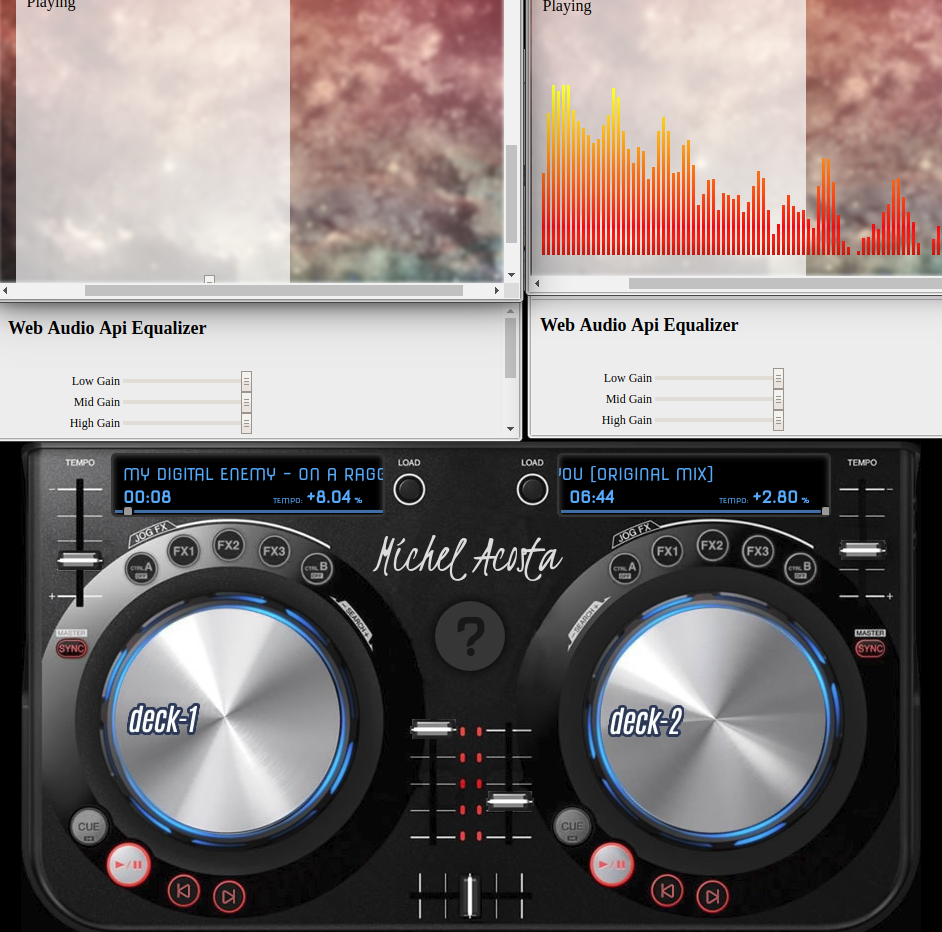 Playing
Playing
Web Audio Api Equalizer
Low Gain
Mid Gain
High Gain
Web Audio Api Equalizer
Low Gain
Mid Gain
High Gain
TEMPO
MY DIGITAL ENEMY - ON A RAGG
00:08
TEMPO: +8.04 %
LOAD
LOAD
YOU [ORIGINAL MIX]
06:44
TEMPO: +2.80 %
TEMPO
JOG FX
CTRL A
OFF
FX1
FX2
FX3
CTRL B
OFF
-SEARCH+
Michel Acosta
?
JOG FX
CTRL A
OFF
FX1
FX2
FX3
CTRL B
OFF
-SEARCH+
MASTER
SYNC
MASTER
SYNC
deck-1
deck-2
CUE
CUE